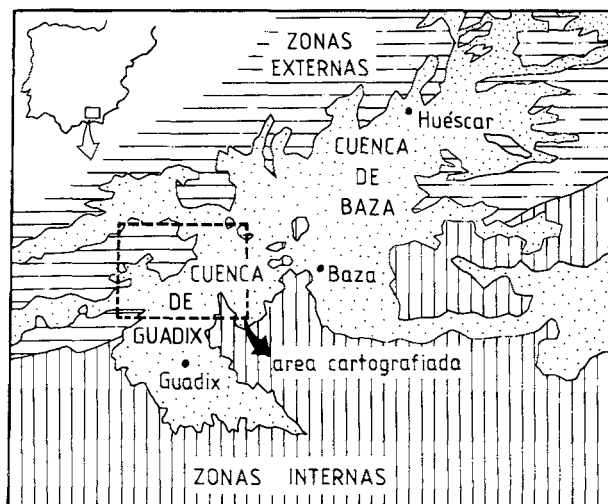 ZONAS
EXTERNAS
Huéscar
CUENCA
DE
BAZA
CUENCA
DE
GUADIX
Baza
Guadix
area cartografiada
ZONAS INTERNAS